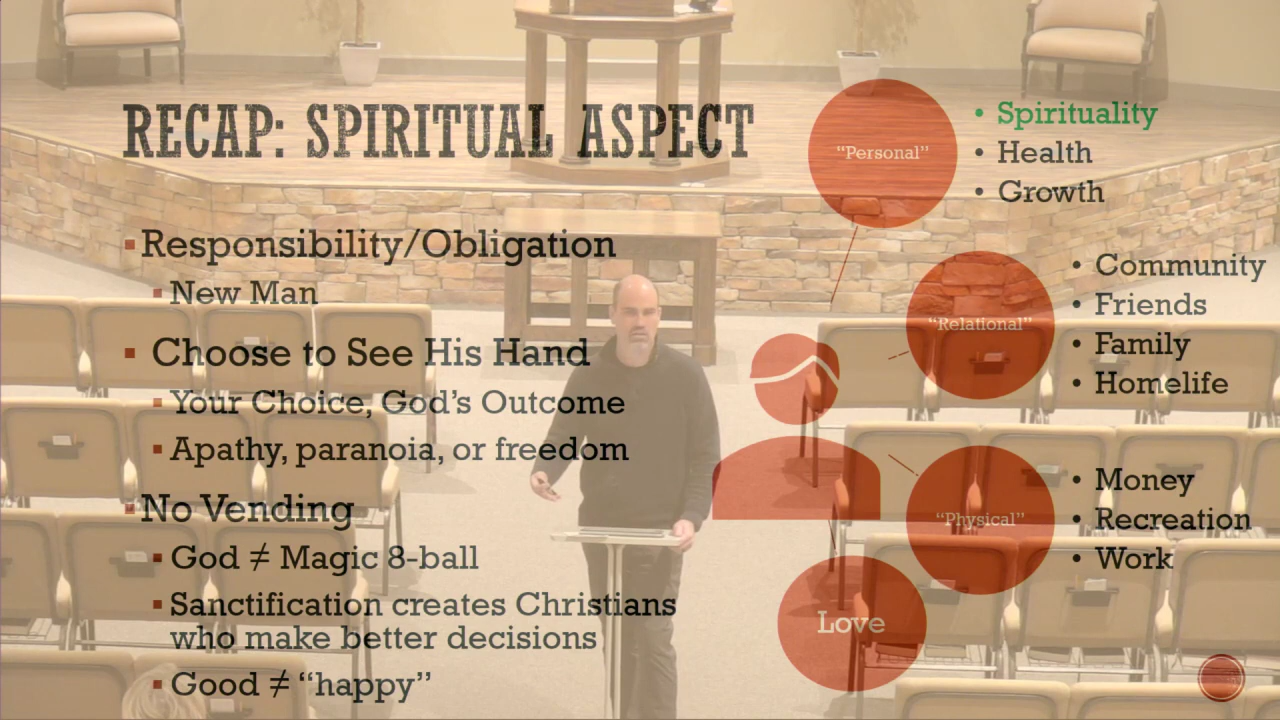 RECAP: SPIRITUAL ASPECT
Responsibility/Obligation
New Man
Choose to See His Hand
Your Choice, God's Outcome
Apathy, paranoia, or freedom
No Vending
God ≠ Magic 8-ball
Sanctification creates Christians
who make better decisions
Good ≠ "happy"
"Personal"
Spirituality
Health
Growth
"Relational"
Community
Friends
Family
Homelife
"Physical"
Money
Recreation
Work
Love